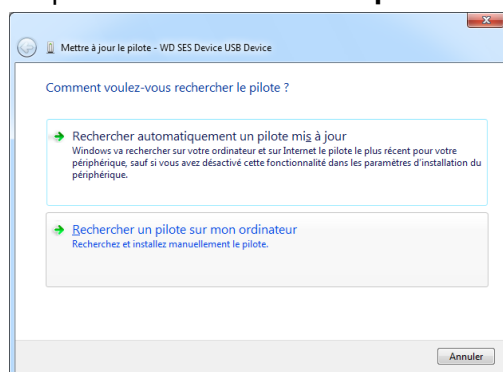 Mettre à jour le pilote - WD SES Device USB Device
Comment voulez-vous rechercher le pilote ?
Rechercher automatiquement un pilote mis à jour
Windows va rechercher sur votre ordinateur et sur Internet le pilote le plus récent pour votre
périphérique, sauf si vous avez désactivé cette fonctionnalité dans les paramètres d'installation du
périphérique.
Rechercher un pilote sur mon ordinateur
Recherchez et installez manuellement le pilote.
Annuler